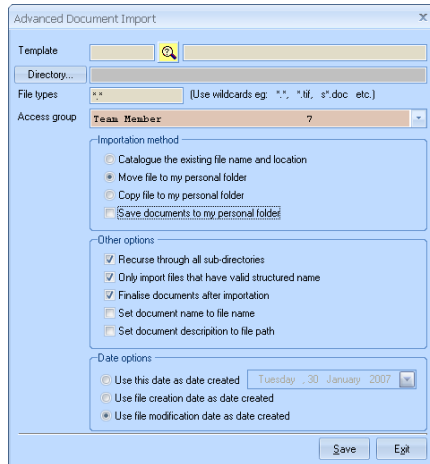 Advanced Document Import
Template
Directory...
File types *.* (Use wildcards eg: "*.*, *.tif, s*.doc etc.)
Access group Team Member 7
Importation method
Catalogue the existing file name and location
Move file to my personal folder
Copy file to my personal folder
Save documents to my personal folder
Other options
Recurse through all sub-directories
Only import files that have valid structured name
Finalise documents after importation
Set document name to file name
Set document descripition to file path
Date options
Use this date as date created Tuesday , 30 January 2007
Use file creation date as date created
Use file modification date as date created
Save Exit